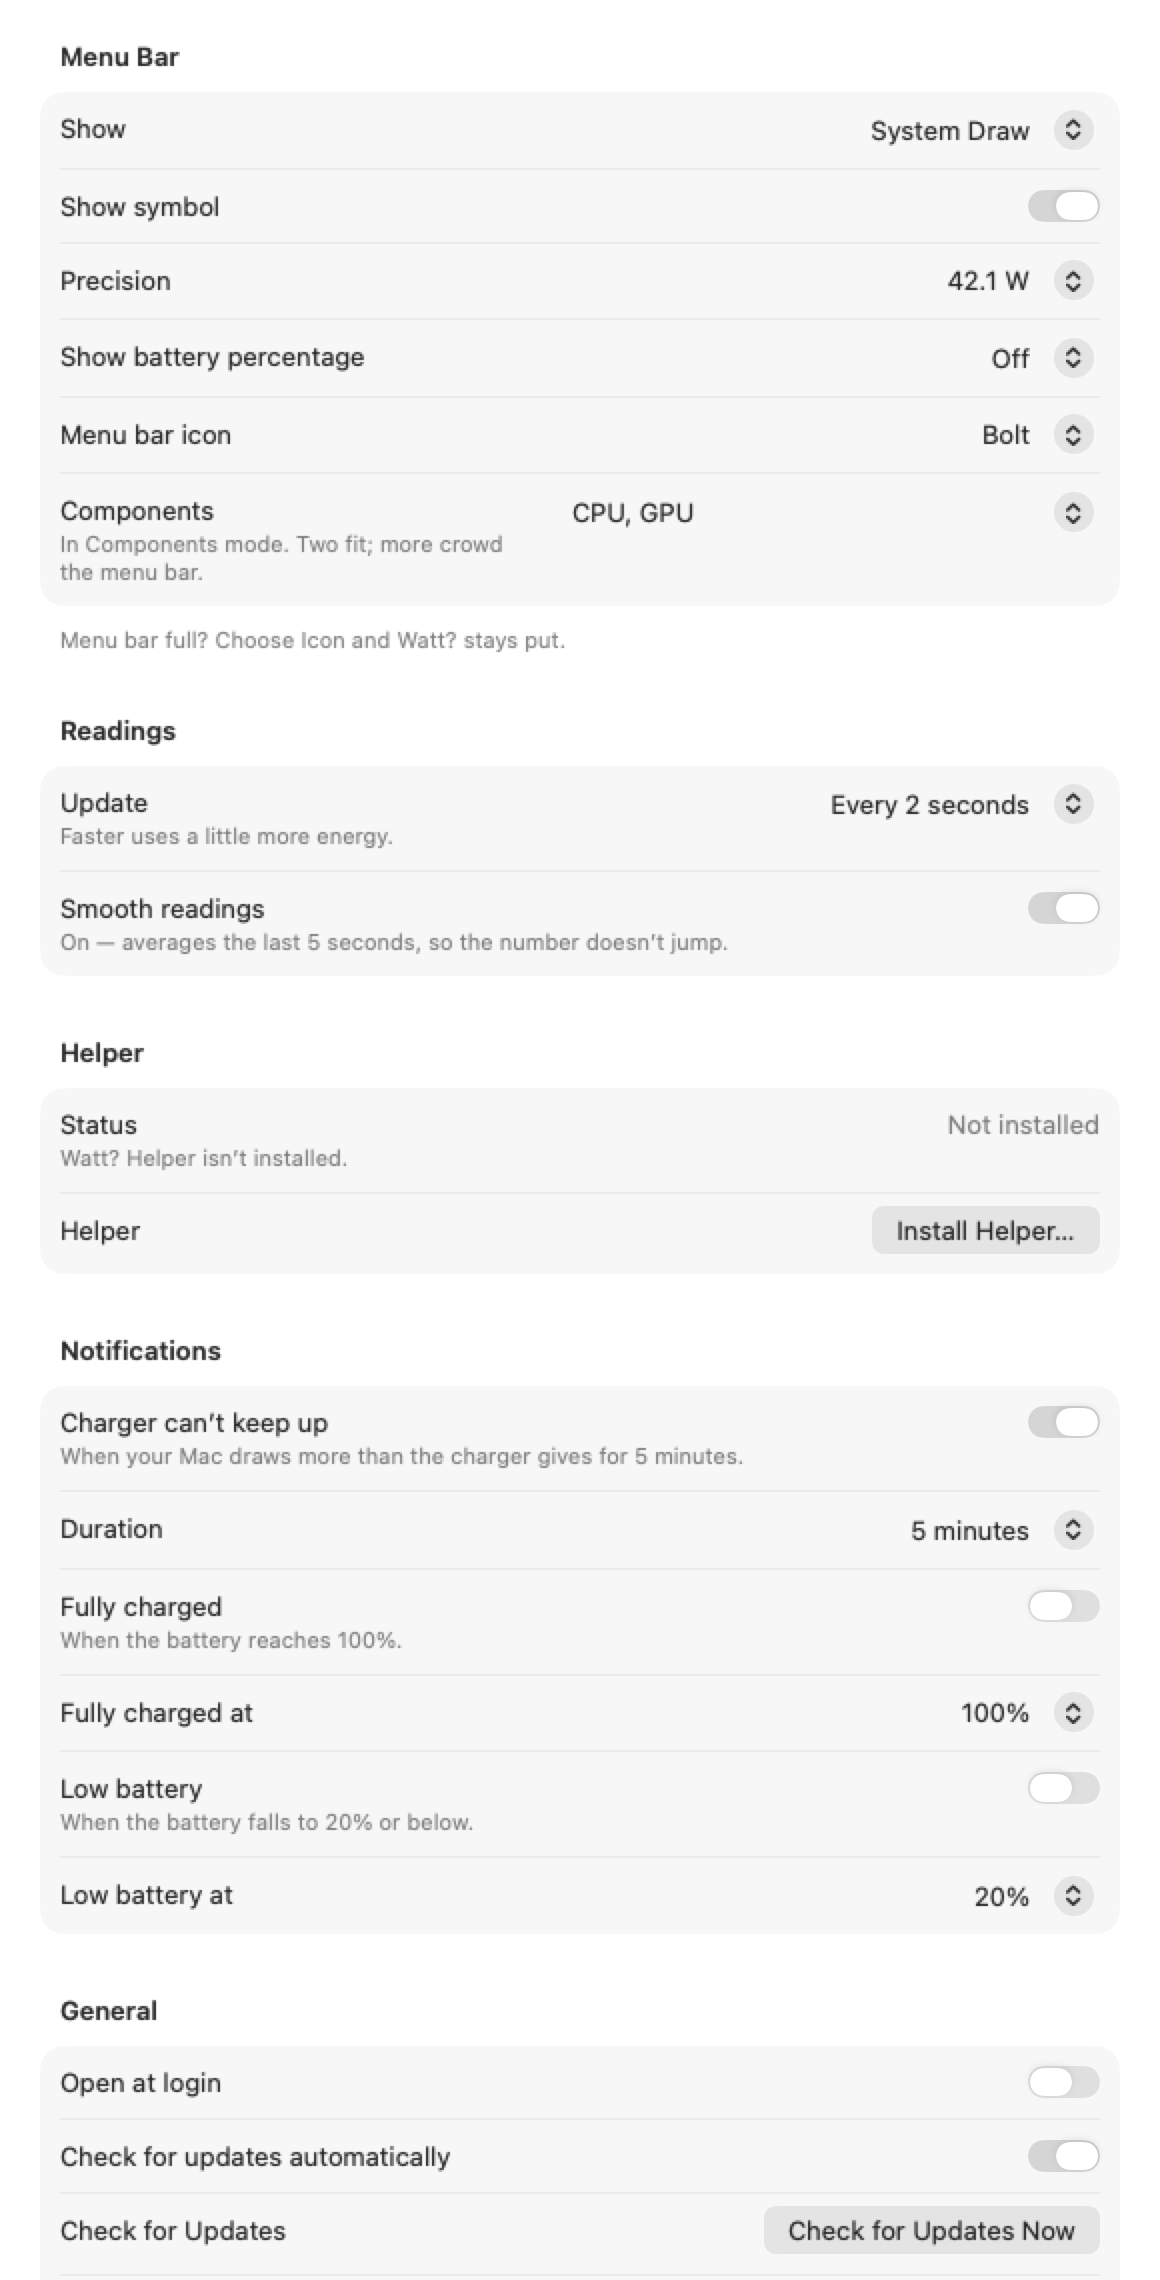 Menu Bar
Show System Draw
Show symbol
Precision 42.1 W
Show battery percentage Off
Menu bar icon Bolt
Components CPU, GPU
In Components mode. Two fit; more crowd
the menu bar.
Menu bar full? Choose Icon and Watt? stays put.
Readings
Update Every 2 seconds
Faster uses a little more energy.
Smooth readings
On — averages the last 5 seconds, so the number doesn’t jump.
Helper
Status Not installed
Watt? Helper isn’t installed.
Helper Install Helper...
Notifications
Charger can’t keep up
When your Mac draws more than the charger gives for 5 minutes.
Duration 5 minutes
Fully charged
When the battery reaches 100%.
Fully charged at 100%
Low battery
When the battery falls to 20% or below.
Low battery at 20%
General
Open at login
Check for updates automatically
Check for Updates Check for Updates Now